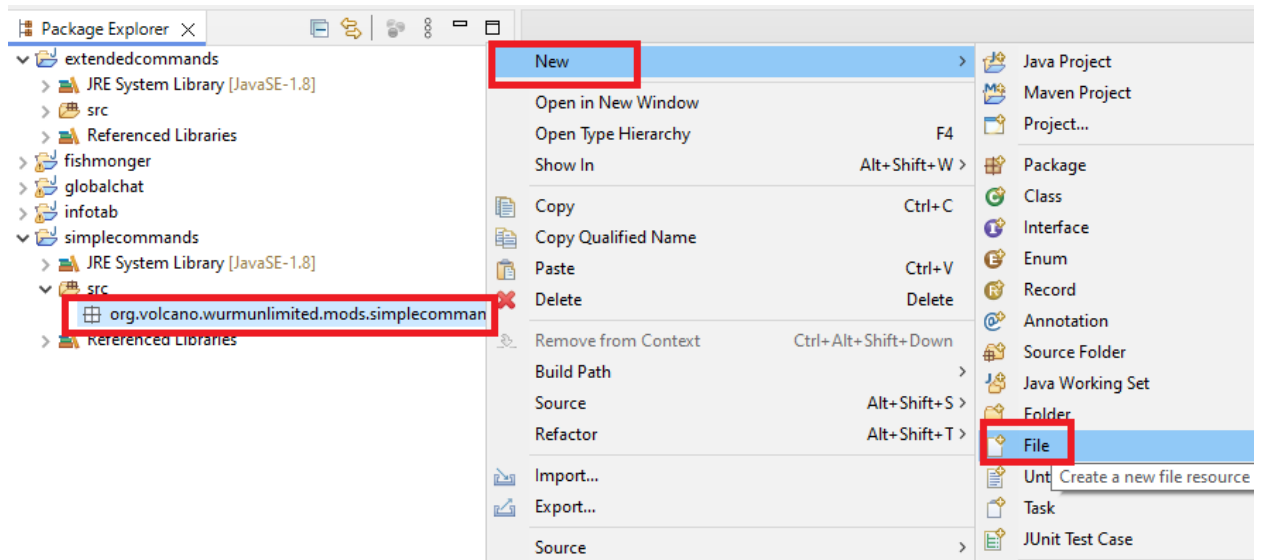 Package Explorer
extendedcommands
JRE System Library [JavaSE-1.8]
src
Referenced Libraries
fishmonger
globalchat
infotab
simplecommands
JRE System Library [JavaSE-1.8]
src
org.volcano.wurmunlimited.mods.simplecomman
Referenced Libraries
New
Open in New Window
Open Type Hierarchy F4
Show In Alt+Shift+W >
Copy Ctrl+C
Copy Qualified Name
Paste Ctrl+V
Delete Delete
Remove from Context Ctrl+Alt+Shift+Down
Build Path >
Source Alt+Shift+S >
Refactor Alt+Shift+T >
Import...
Export...
Source >
Java Project
Maven Project
Project...
Package
Class
Interface
Enum
Record
Annotation
Source Folder
Java Working Set
Folder
File
Unt
Create a new file resource
Task
JUnit Test Case